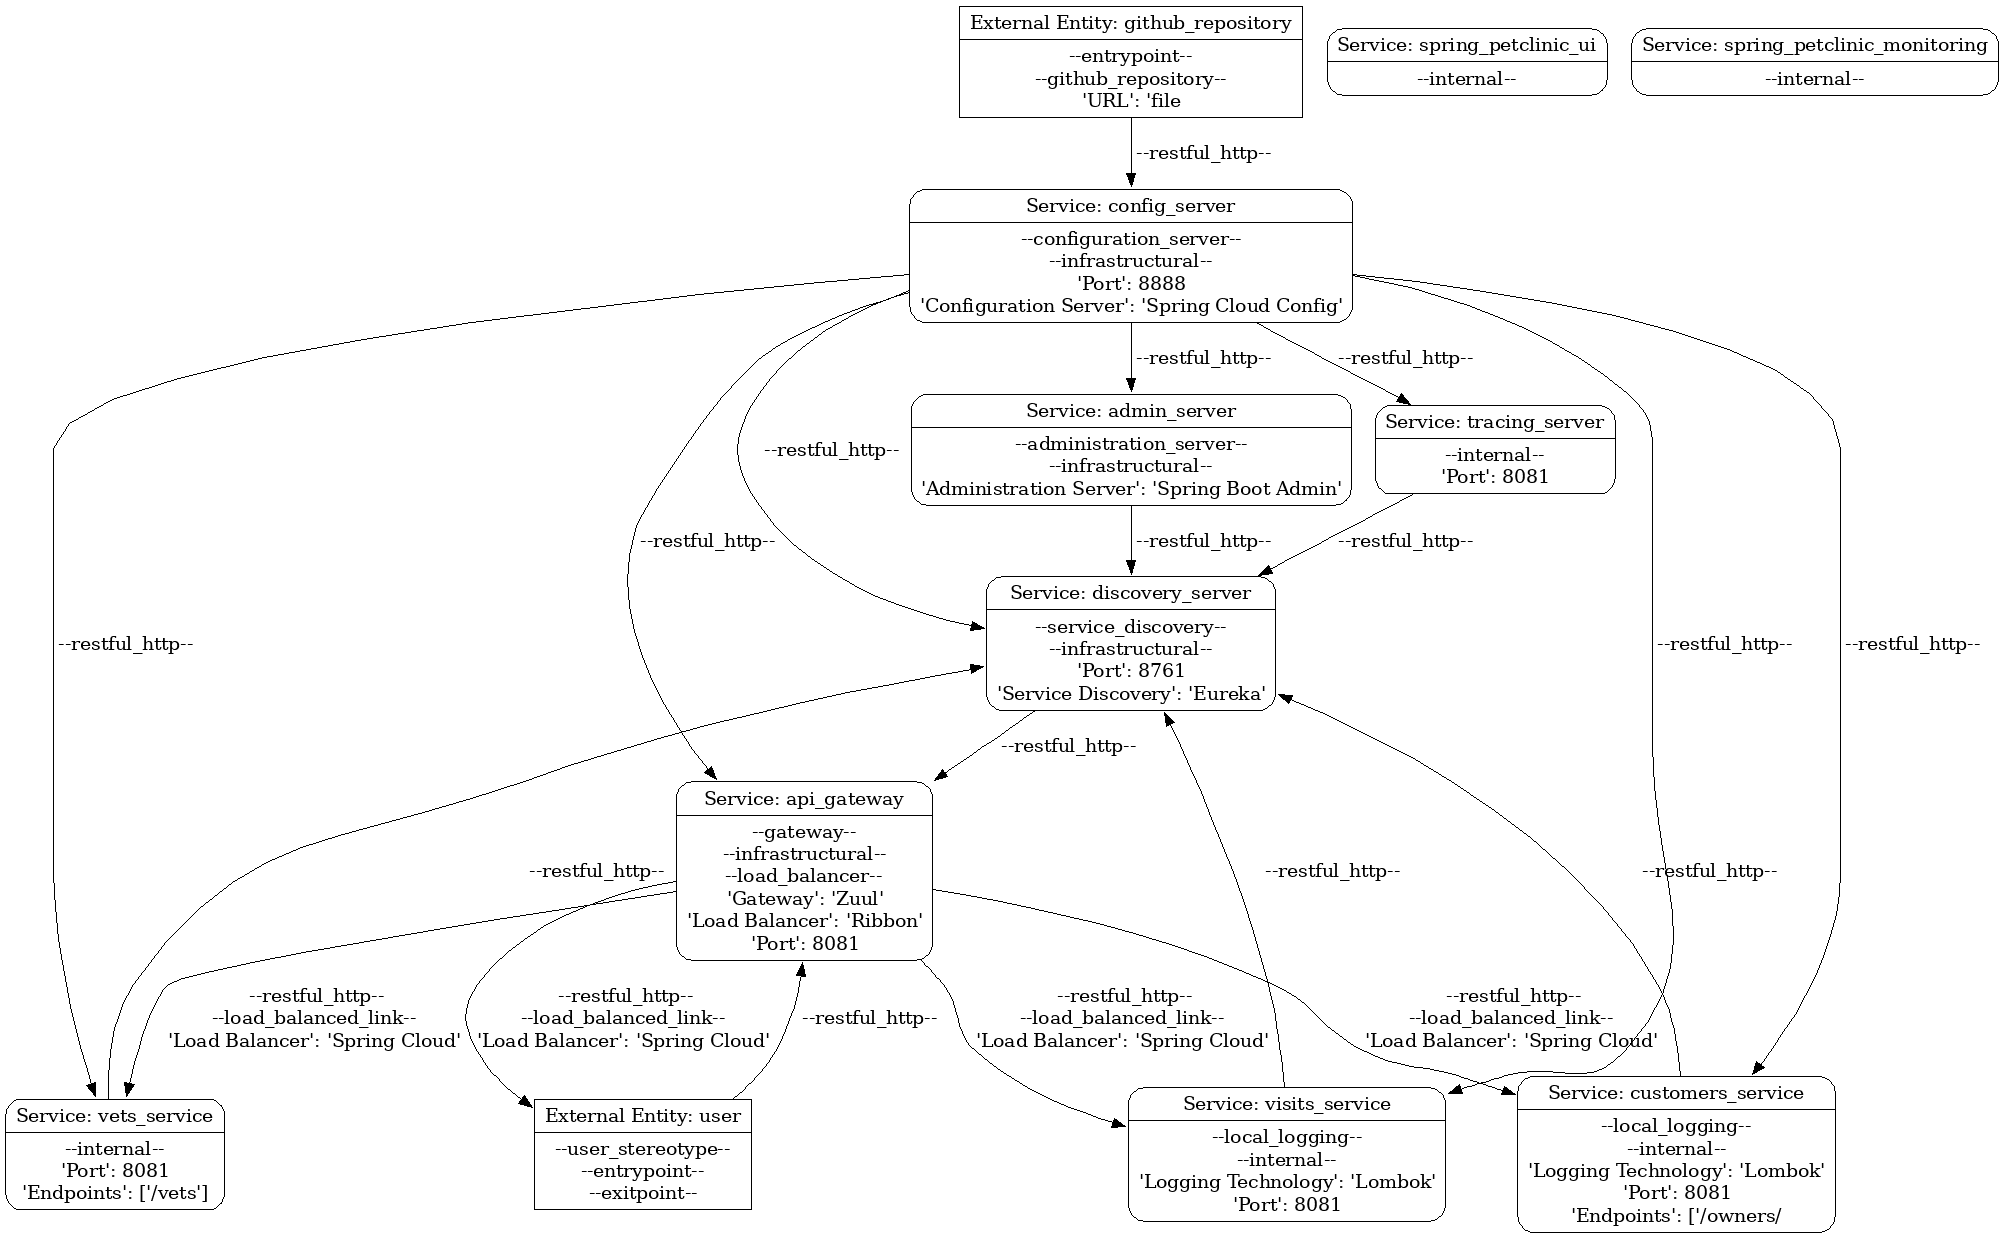 External Entity: github_repository
--entrypoint--
--github_repository--
'URL': 'file
Service: spring_petclinic_ui
--internal--
Service: spring_petclinic_monitoring
--internal--
--restful_http--
Service: config_server
--configuration_server--
--infrastructural--
'Port': 8888
'Configuration Server': 'Spring Cloud Config'
--restful_http--
--restful_http--
Service: admin_server
--administration_server--
--infrastructural--
'Administration Server': 'Spring Boot Admin'
Service: tracing_server
--internal--
'Port': 8081
--restful_http--
--restful_http--
--restful_http--
--restful_http--
Service: discovery_server
--service_discovery--
--infrastructural--
'Port': 8761
'Service Discovery': 'Eureka'
--restful_http--
--restful_http--
--restful_http--
--restful_http--
Service: api_gateway
--gateway--
--infrastructural--
--load_balancer--
'Gateway': 'Zuul'
'Load Balancer': 'Ribbon'
'Port': 8081
--restful_http--
--restful_http--
--restful_http--
--restful_http--
--load_balanced_link--
'Load Balancer': 'Spring Cloud'
--restful_http--
--load_balanced_link--
'Load Balancer': 'Spring Cloud'
--restful_http--
--restful_http--
--load_balanced_link--
'Load Balancer': 'Spring Cloud'
--restful_http--
--load_balanced_link--
'Load Balancer': 'Spring Cloud'
Service: vets_service
--internal--
'Port': 8081
'Endpoints': ['/vets']
External Entity: user
--user_stereotype--
--entrypoint--
--exitpoint--
Service: visits_service
--local_logging--
--internal--
'Logging Technology': 'Lombok'
'Port': 8081
Service: customers_service
--local_logging--
--internal--
'Logging Technology': 'Lombok'
'Port': 8081
'Endpoints': ['/owners/